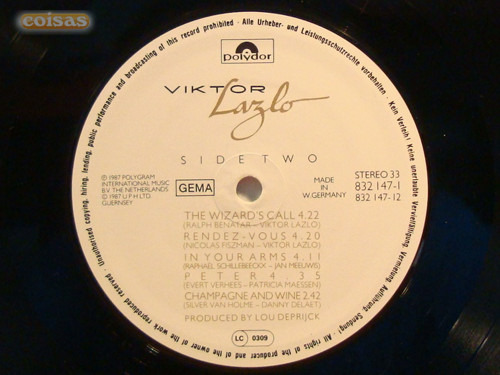 coisas
Unauthorised copying, hiring, lending, public performance and broadcasting of this record prohibited · Alle Urheber- und Leistungsschutzrechte vorbehalten · Kein Verleih! Keine unerlaubte Vervielfältigung, Vermietung, Aufführung, Sendung! · All rights of the producer and of the owner of the work reproduced reserved ·
polydor
VIKTOR
Lazlo
SIDE TWO
℗ 1987 POLYGRAM
INTERNATIONAL MUSIC
B.V. THE NETHERLANDS
© 1987 U.P.H LTD.
GUERNSEY
GEMA
MADE
IN
W.GERMANY
STEREO 33
832 147-1
832 147-12
THE WIZARD'S CALL 4.22
(RALPH BENATAR – VIKTOR LAZLO)
RENDEZ-VOUS 4.20
(NICOLAS FISZMAN – VIKTOR LAZLO)
IN YOUR ARMS 4.11
(RAPHAEL SCHILLEBEECKX – JAN MEEUWIS)
PETER 4.35
(EVERT VERHEES – PATRICIA MAESSEN)
CHAMPAGNE AND WINE 2.42
(SILVER VAN HOLME – DANNY DELAET)
PRODUCED BY LOU DEPRIJCK
LC 0309